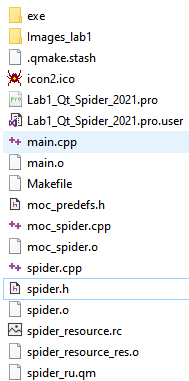 exe
Images_lab1
.qmake.stash
icon2.ico
Lab1_Qt_Spider_2021.pro
Lab1_Qt_Spider_2021.pro.user
main.cpp
main.o
Makefile
moc_predefs.h
moc_spider.cpp
moc_spider.o
spider.cpp
spider.h
spider.o
spider_resource.rc
spider_resource_res.o
spider_ru.qm